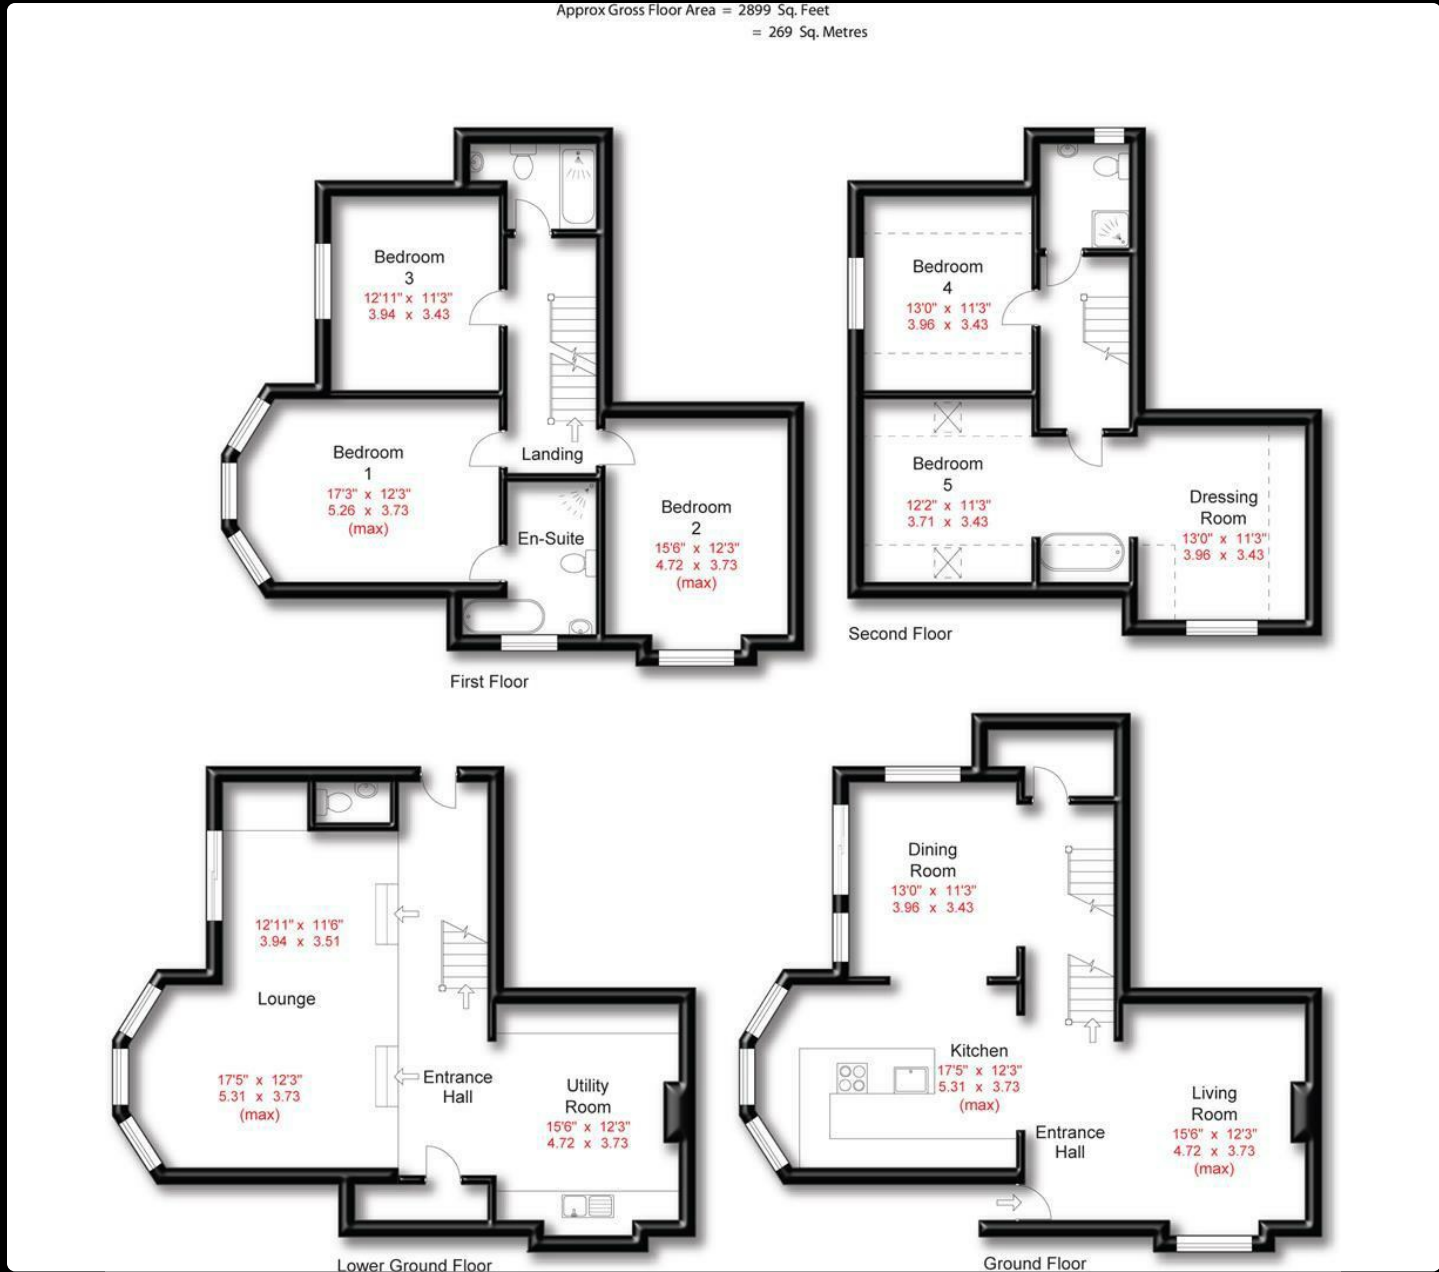 Approx Gross Floor Area = 2899 Sq. Feet
= 269 Sq. Metres
Bedroom
3
12'11" x 11'3"
3.94 x 3.43
Bedroom
1
17'3" x 12'3"
5.26 x 3.73
(max)
Landing
En-Suite
Bedroom
2
15'6" x 12'3"
4.72 x 3.73
(max)
First Floor
Bedroom
4
13'0" x 11'3"
3.96 x 3.43
Bedroom
5
12'2" x 11'3"
3.71 x 3.43
Dressing
Room
13'0" x 11'3"
3.96 x 3.43
Second Floor
12'11" x 11'6"
3.94 x 3.51
Lounge
17'5" x 12'3"
5.31 x 3.73
(max)
Entrance
Hall
Utility
Room
15'6" x 12'3"
4.72 x 3.73
Lower Ground Floor
Dining
Room
13'0" x 11'3"
3.96 x 3.43
Kitchen
17'5" x 12'3"
5.31 x 3.73
(max)
Entrance
Hall
Living
Room
15'6" x 12'3"
4.72 x 3.73
(max)
Ground Floor